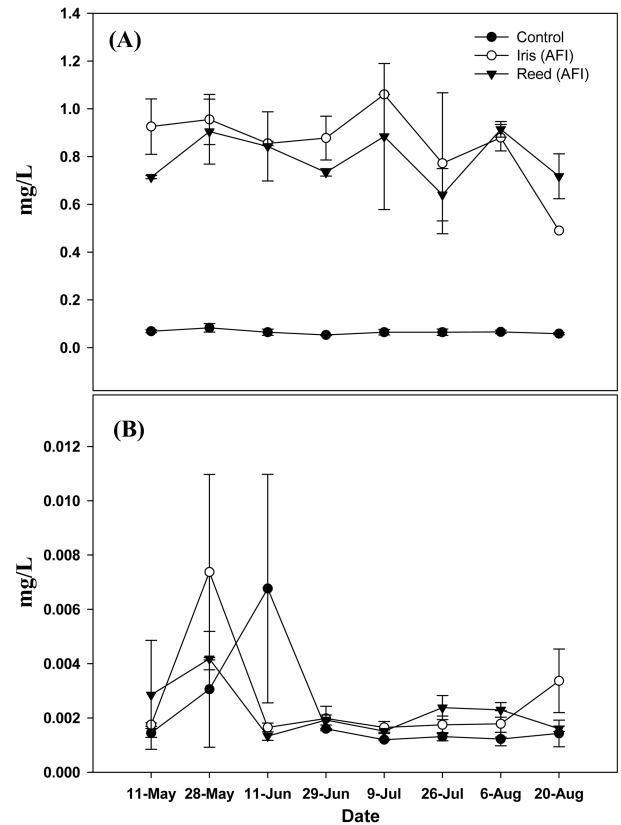 1.4
(A)
Control
Iris (AFI)
Reed (AFI)
1.2
1.0
0.8
mg/L
0.6
0.4
0.2
0.0
(B)
0.012
0.010
0.008
mg/L
0.006
0.004
0.002
0.000
11-May 28-May 11-Jun 29-Jun 9-Jul 26-Jul 6-Aug 20-Aug
Date